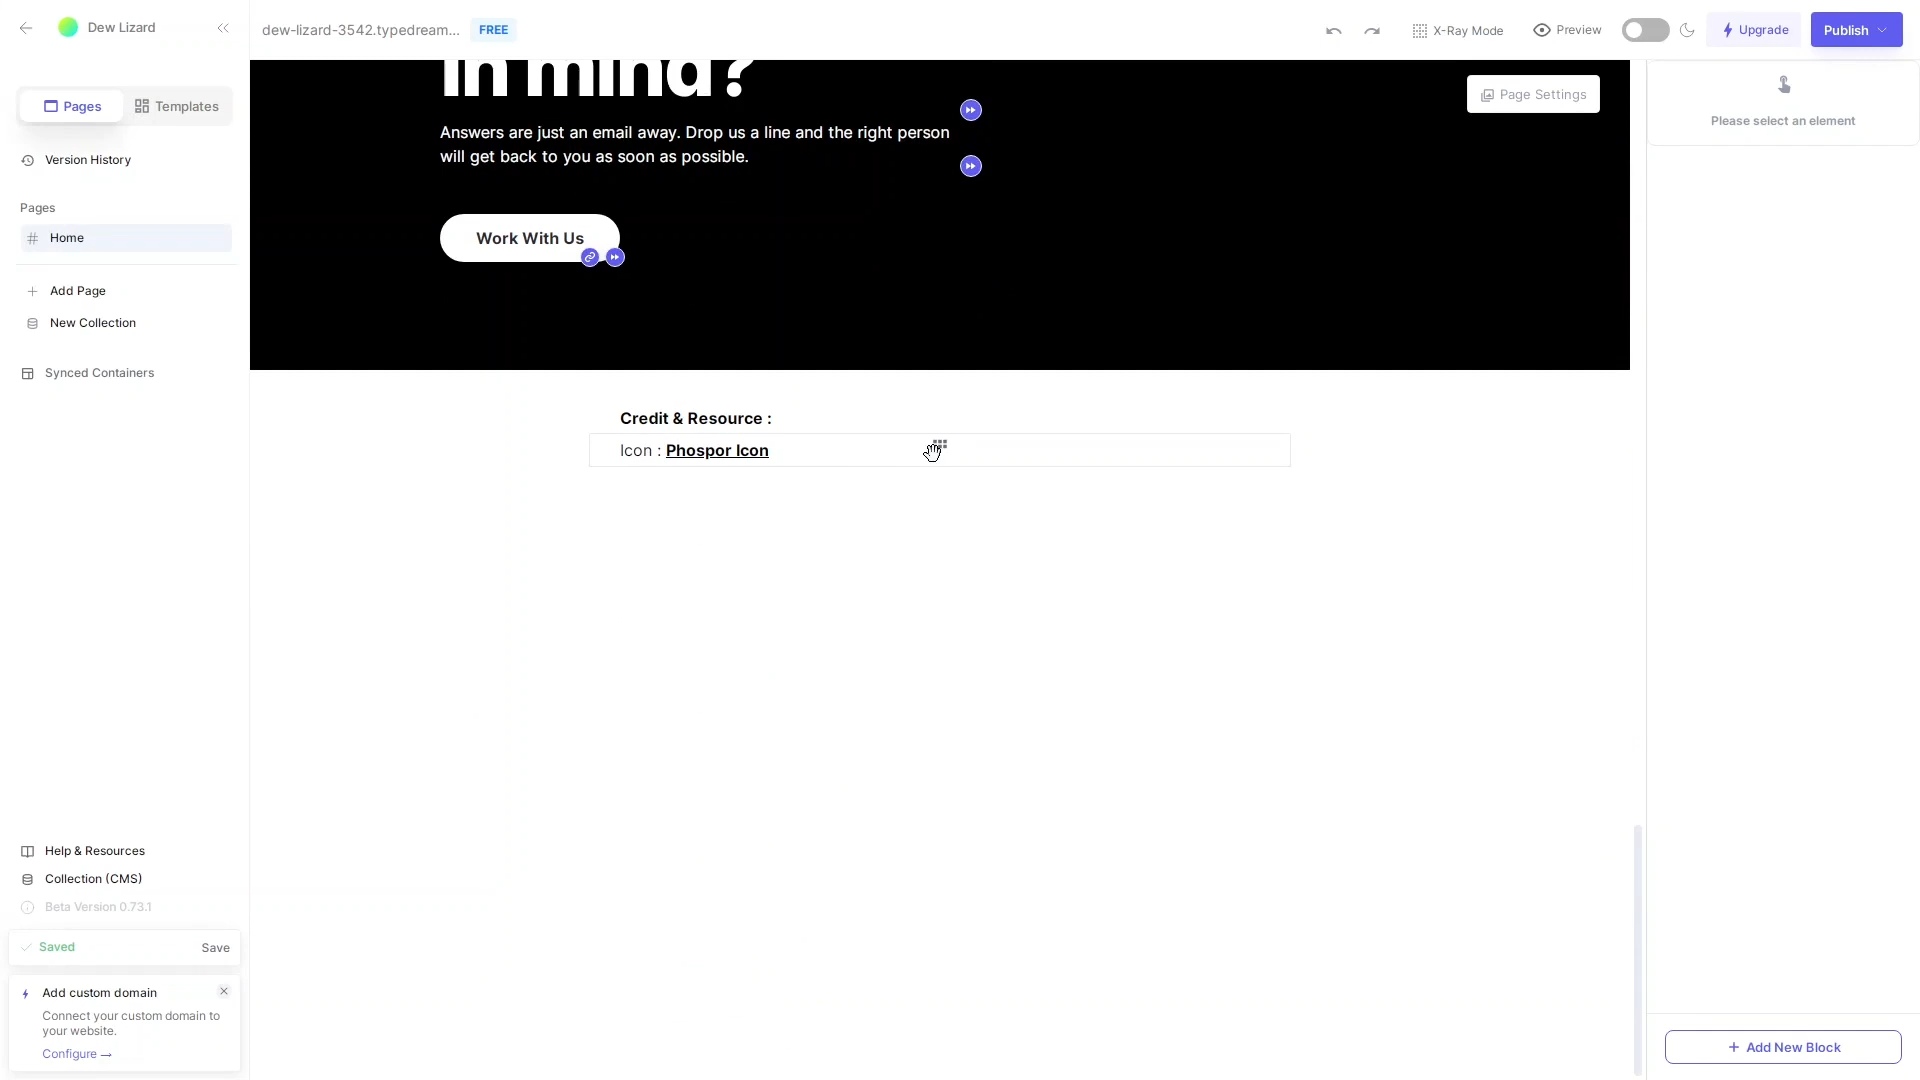 Dew Lizard
dew-lizard-3542.typedream...
FREE
X-Ray Mode
Preview
Upgrade
Publish
Pages
Templates
Version History
Pages
Home
Add Page
New Collection
Synced Containers
in mind?
Answers are just an email away. Drop us a line and the right person
will get back to you as soon as possible.
Work With Us
Page Settings
Please select an element
Credit & Resource :
Icon : Phospor Icon
Help & Resources
Collection (CMS)
Beta Version 0.73.1
Saved
Save
Add custom domain
Connect your custom domain to
your website.
Configure →
+ Add New Block